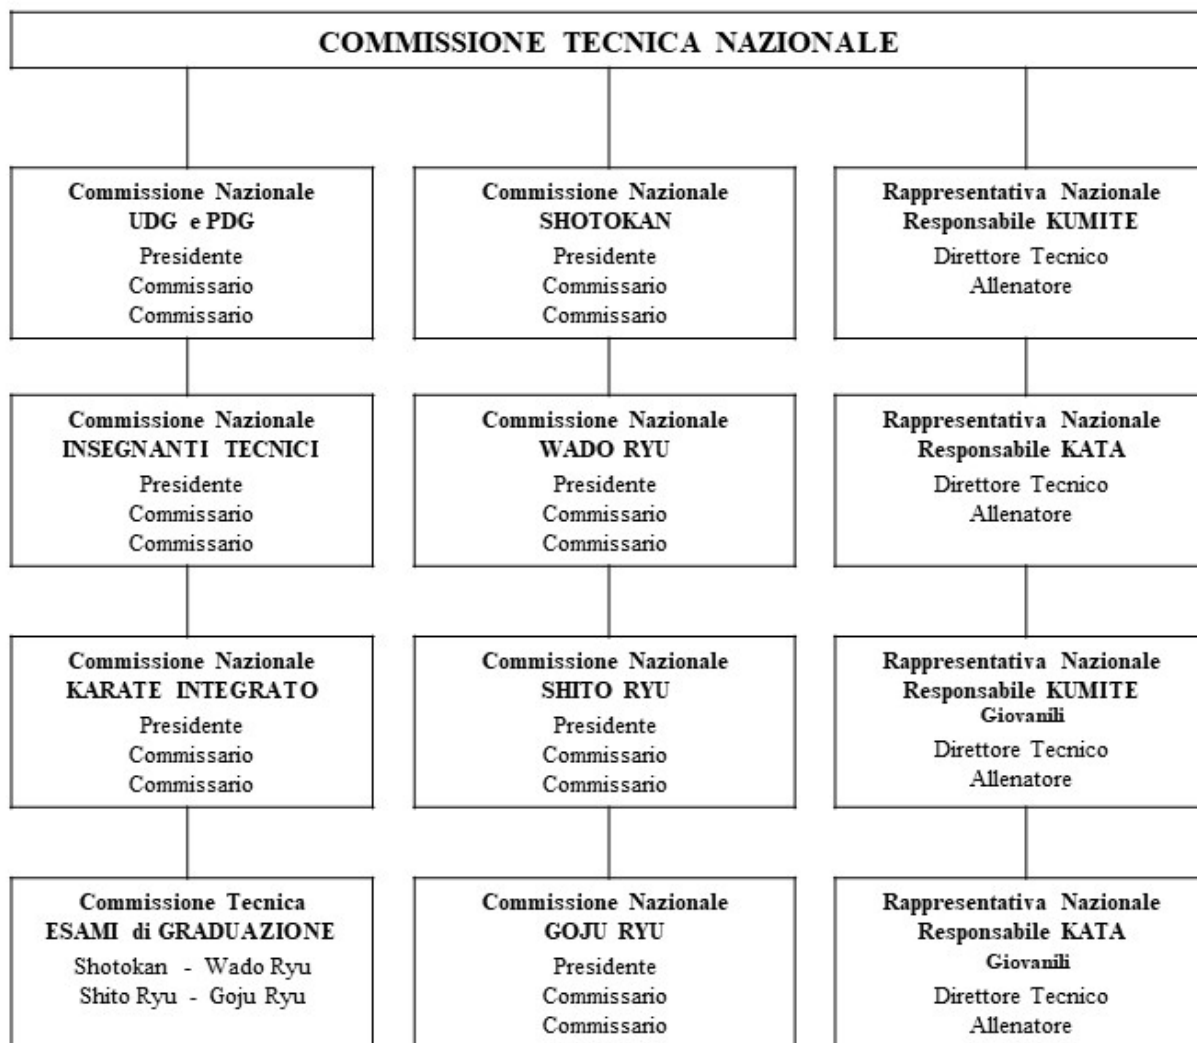 COMMISSIONE TECNICA NAZIONALE
Commissione Nazionale
UDG e PDG
Presidente
Commissario
Commissario
Commissione Nazionale
SHOTOKAN
Presidente
Commissario
Commissario
Rappresentativa Nazionale
Responsabile KUMITE
Direttore Tecnico
Allenatore
Commissione Nazionale
INSEGNANTI TECNICI
Presidente
Commissario
Commissario
Commissione Nazionale
WADO RYU
Presidente
Commissario
Commissario
Rappresentativa Nazionale
Responsabile KATA
Direttore Tecnico
Allenatore
Commissione Nazionale
KARATE INTEGRATO
Presidente
Commissario
Commissario
Commissione Nazionale
SHITO RYU
Presidente
Commissario
Commissario
Rappresentativa Nazionale
Responsabile KUMITE
Giovanili
Direttore Tecnico
Allenatore
Commissione Tecnica
ESAMI di GRADUAZIONE
Shotokan - Wado Ryu
Shito Ryu - Goju Ryu
Commissione Nazionale
GOJU RYU
Presidente
Commissario
Commissario
Rappresentativa Nazionale
Responsabile KATA
Giovanili
Direttore Tecnico
Allenatore